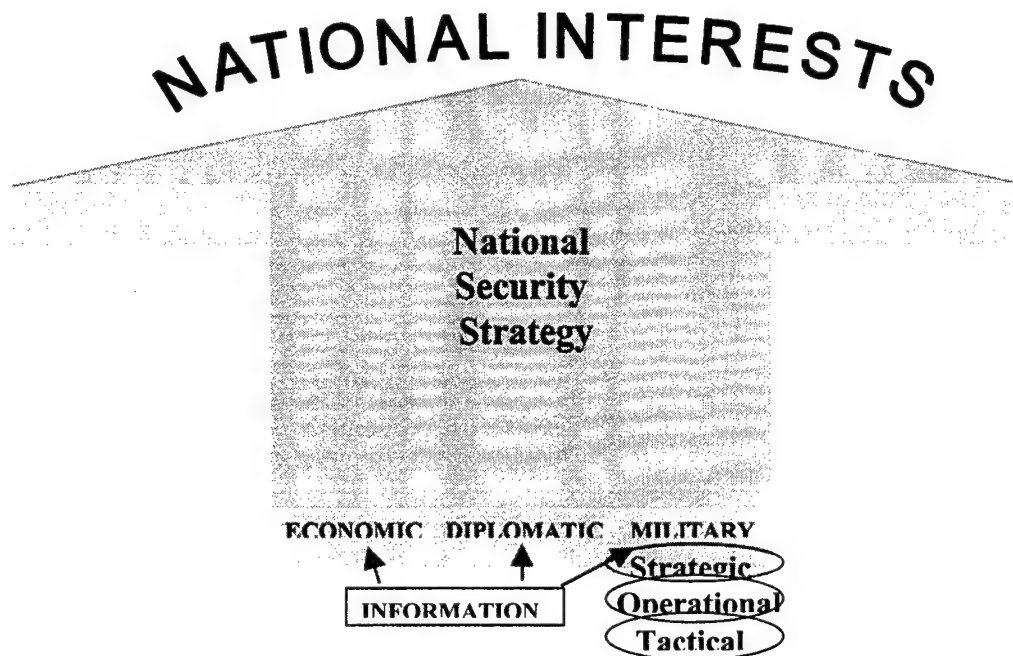 NATIONAL INTERESTS
National
Security
Strategy
ECONOMIC DIPLOMATIC MILITARY
Strategic
INFORMATION
Operational
Tactical